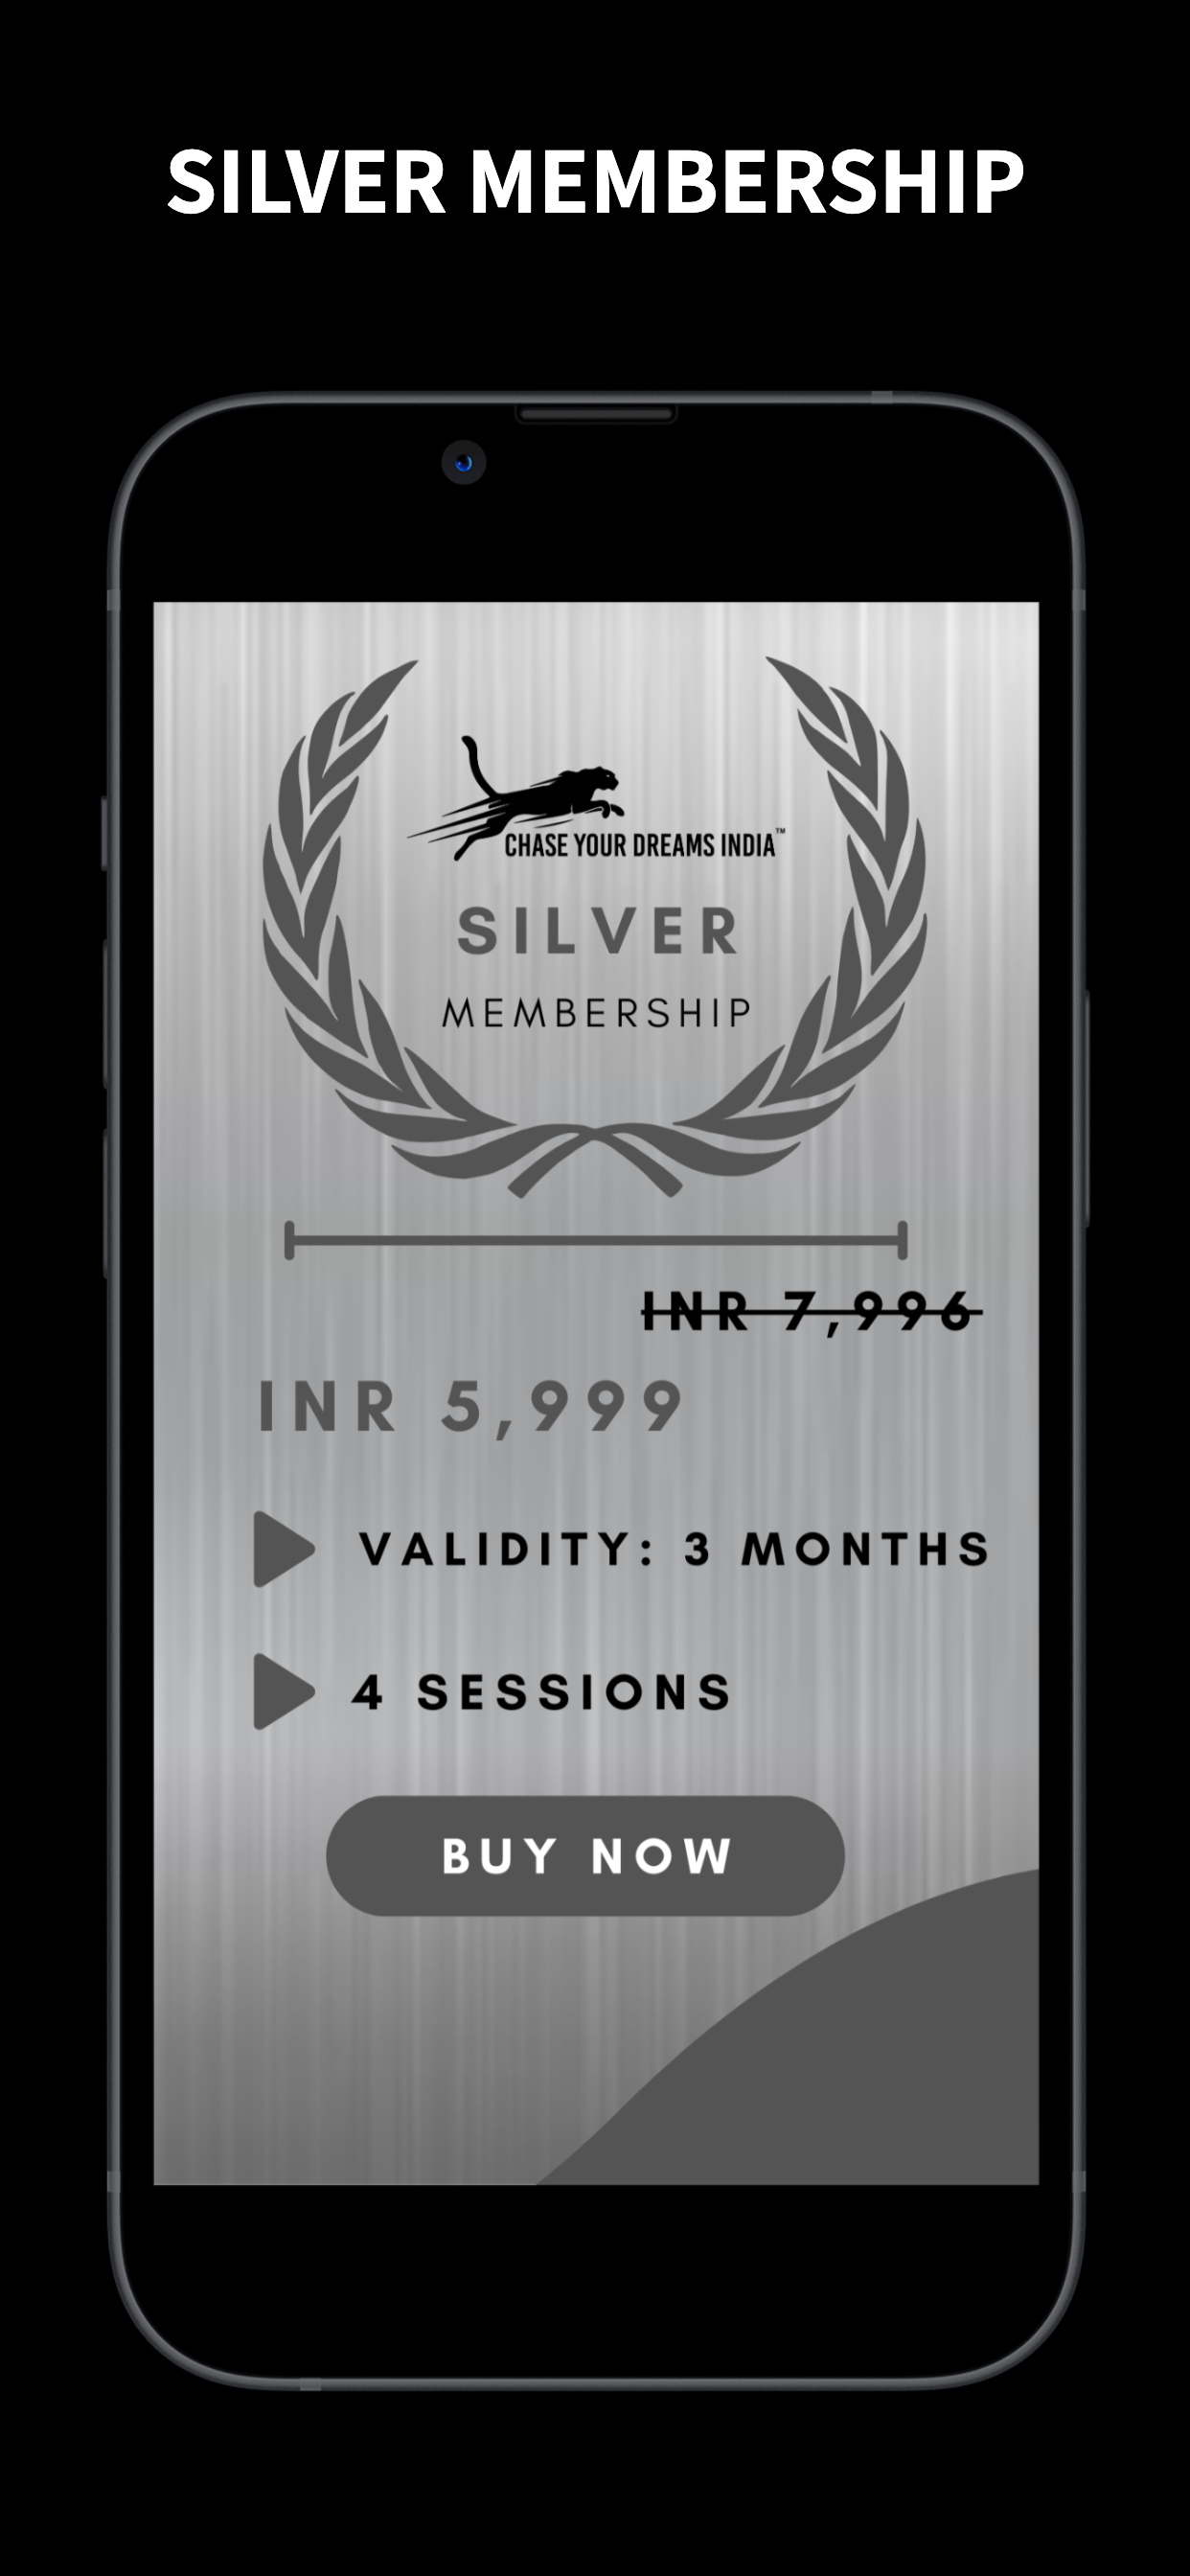 SILVER MEMBERSHIP
CHASE YOUR DREAMS INDIA™
SILVER
MEMBERSHIP
INR 7,996
INR 5,999
VALIDITY: 3 MONTHS
4 SESSIONS
BUY NOW